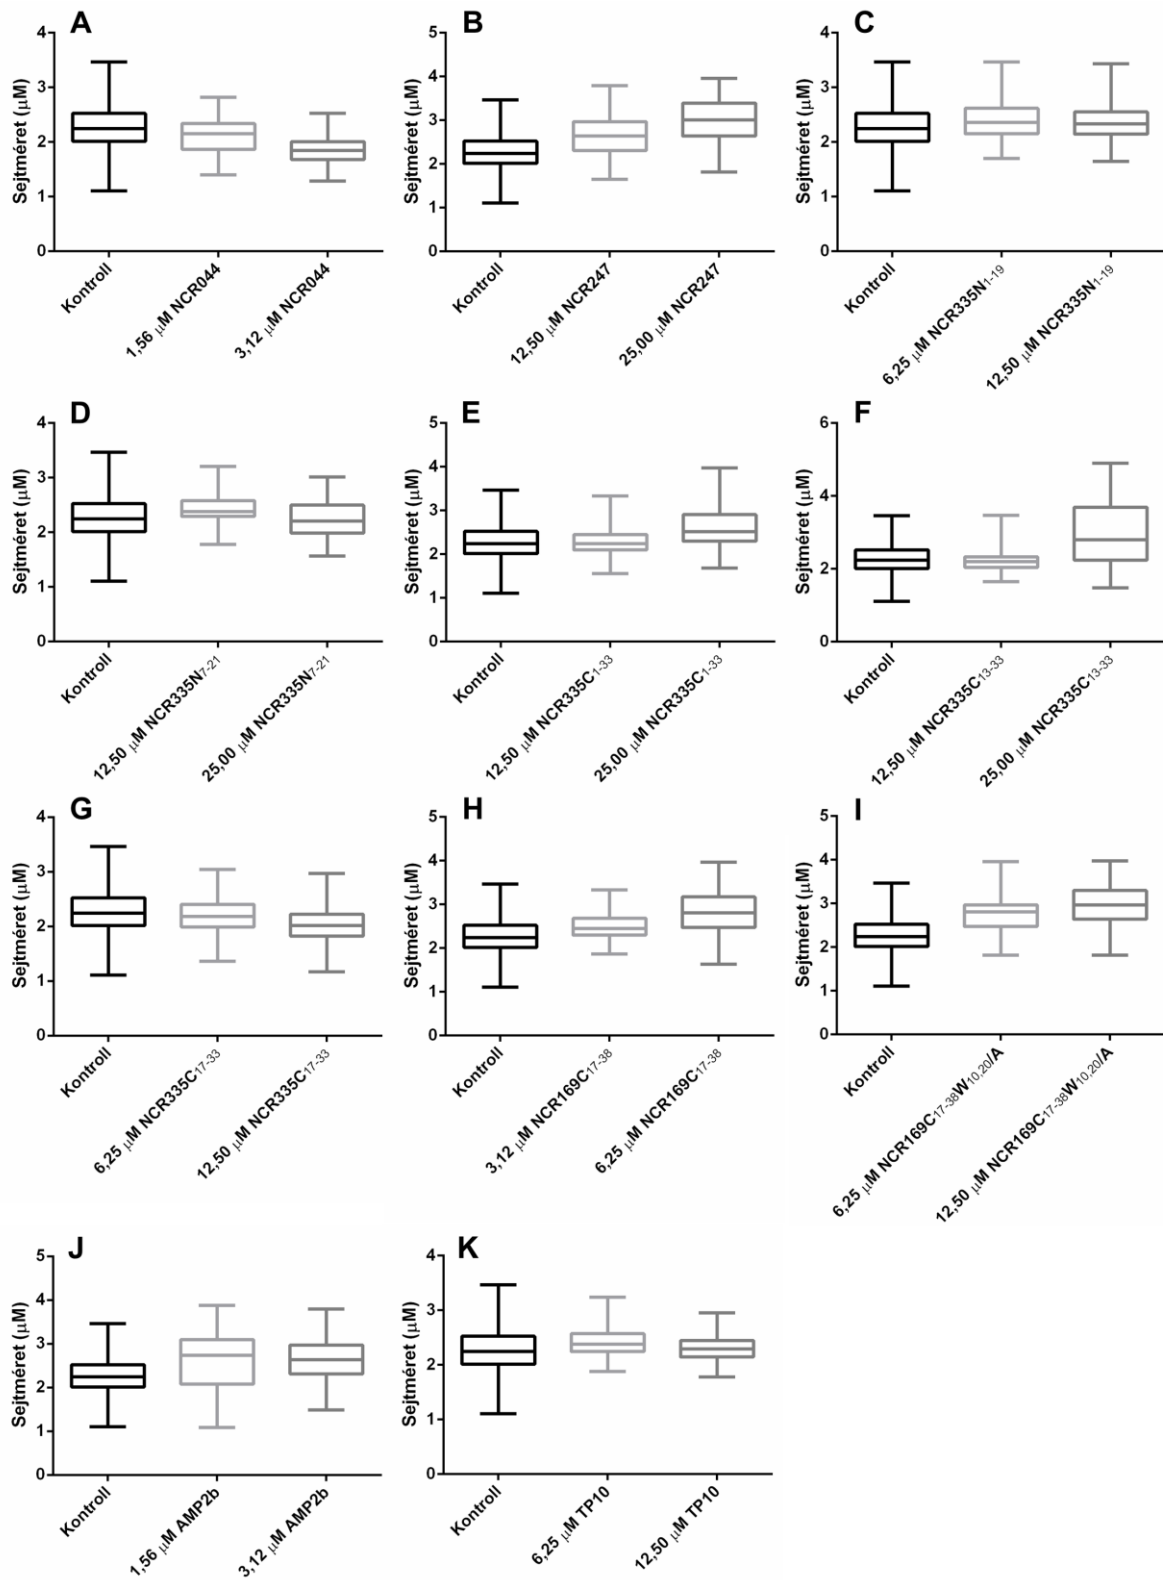 A
Sejtméret (μM)
4
3
2
1
0
Kontroll
1,56 μM NCR044
3,12 μM NCR044
B
Sejtméret (μM)
5
4
3
2
1
0
Kontroll
12,50 μM NCR247
25,00 μM NCR247
C
Sejtméret (μM)
4
3
2
1
0
Kontroll
6,25 μM NCR335N1-19
12,50 μM NCR335N1-19
D
Sejtméret (μM)
4
3
2
1
0
Kontroll
12,50 μM NCR335N7-21
25,00 μM NCR335N7-21
E
Sejtméret (μM)
5
4
3
2
1
0
Kontroll
12,50 μM NCR335C1-33
25,00 μM NCR335C1-33
F
Sejtméret (μM)
6
4
2
0
Kontroll
12,50 μM NCR335C13-33
25,00 μM NCR335C13-33
G
Sejtméret (μM)
4
3
2
1
0
Kontroll
6,25 μM NCR335C17-33
12,50 μM NCR335C17-33
H
Sejtméret (μM)
5
4
3
2
1
0
Kontroll
3,12 μM NCR169C17-38
6,25 μM NCR169C17-38
I
Sejtméret (μM)
5
4
3
2
1
0
Kontroll
6,25 μM NCR169C17-38W10,20/A
12,50 μM NCR169C17-38W10,20/A
J
Sejtméret (μM)
5
4
3
2
1
0
Kontroll
1,56 μM AMP2b
3,12 μM AMP2b
K
Sejtméret (μM)
4
3
2
1
0
Kontroll
6,25 μM TP10
12,50 μM TP10